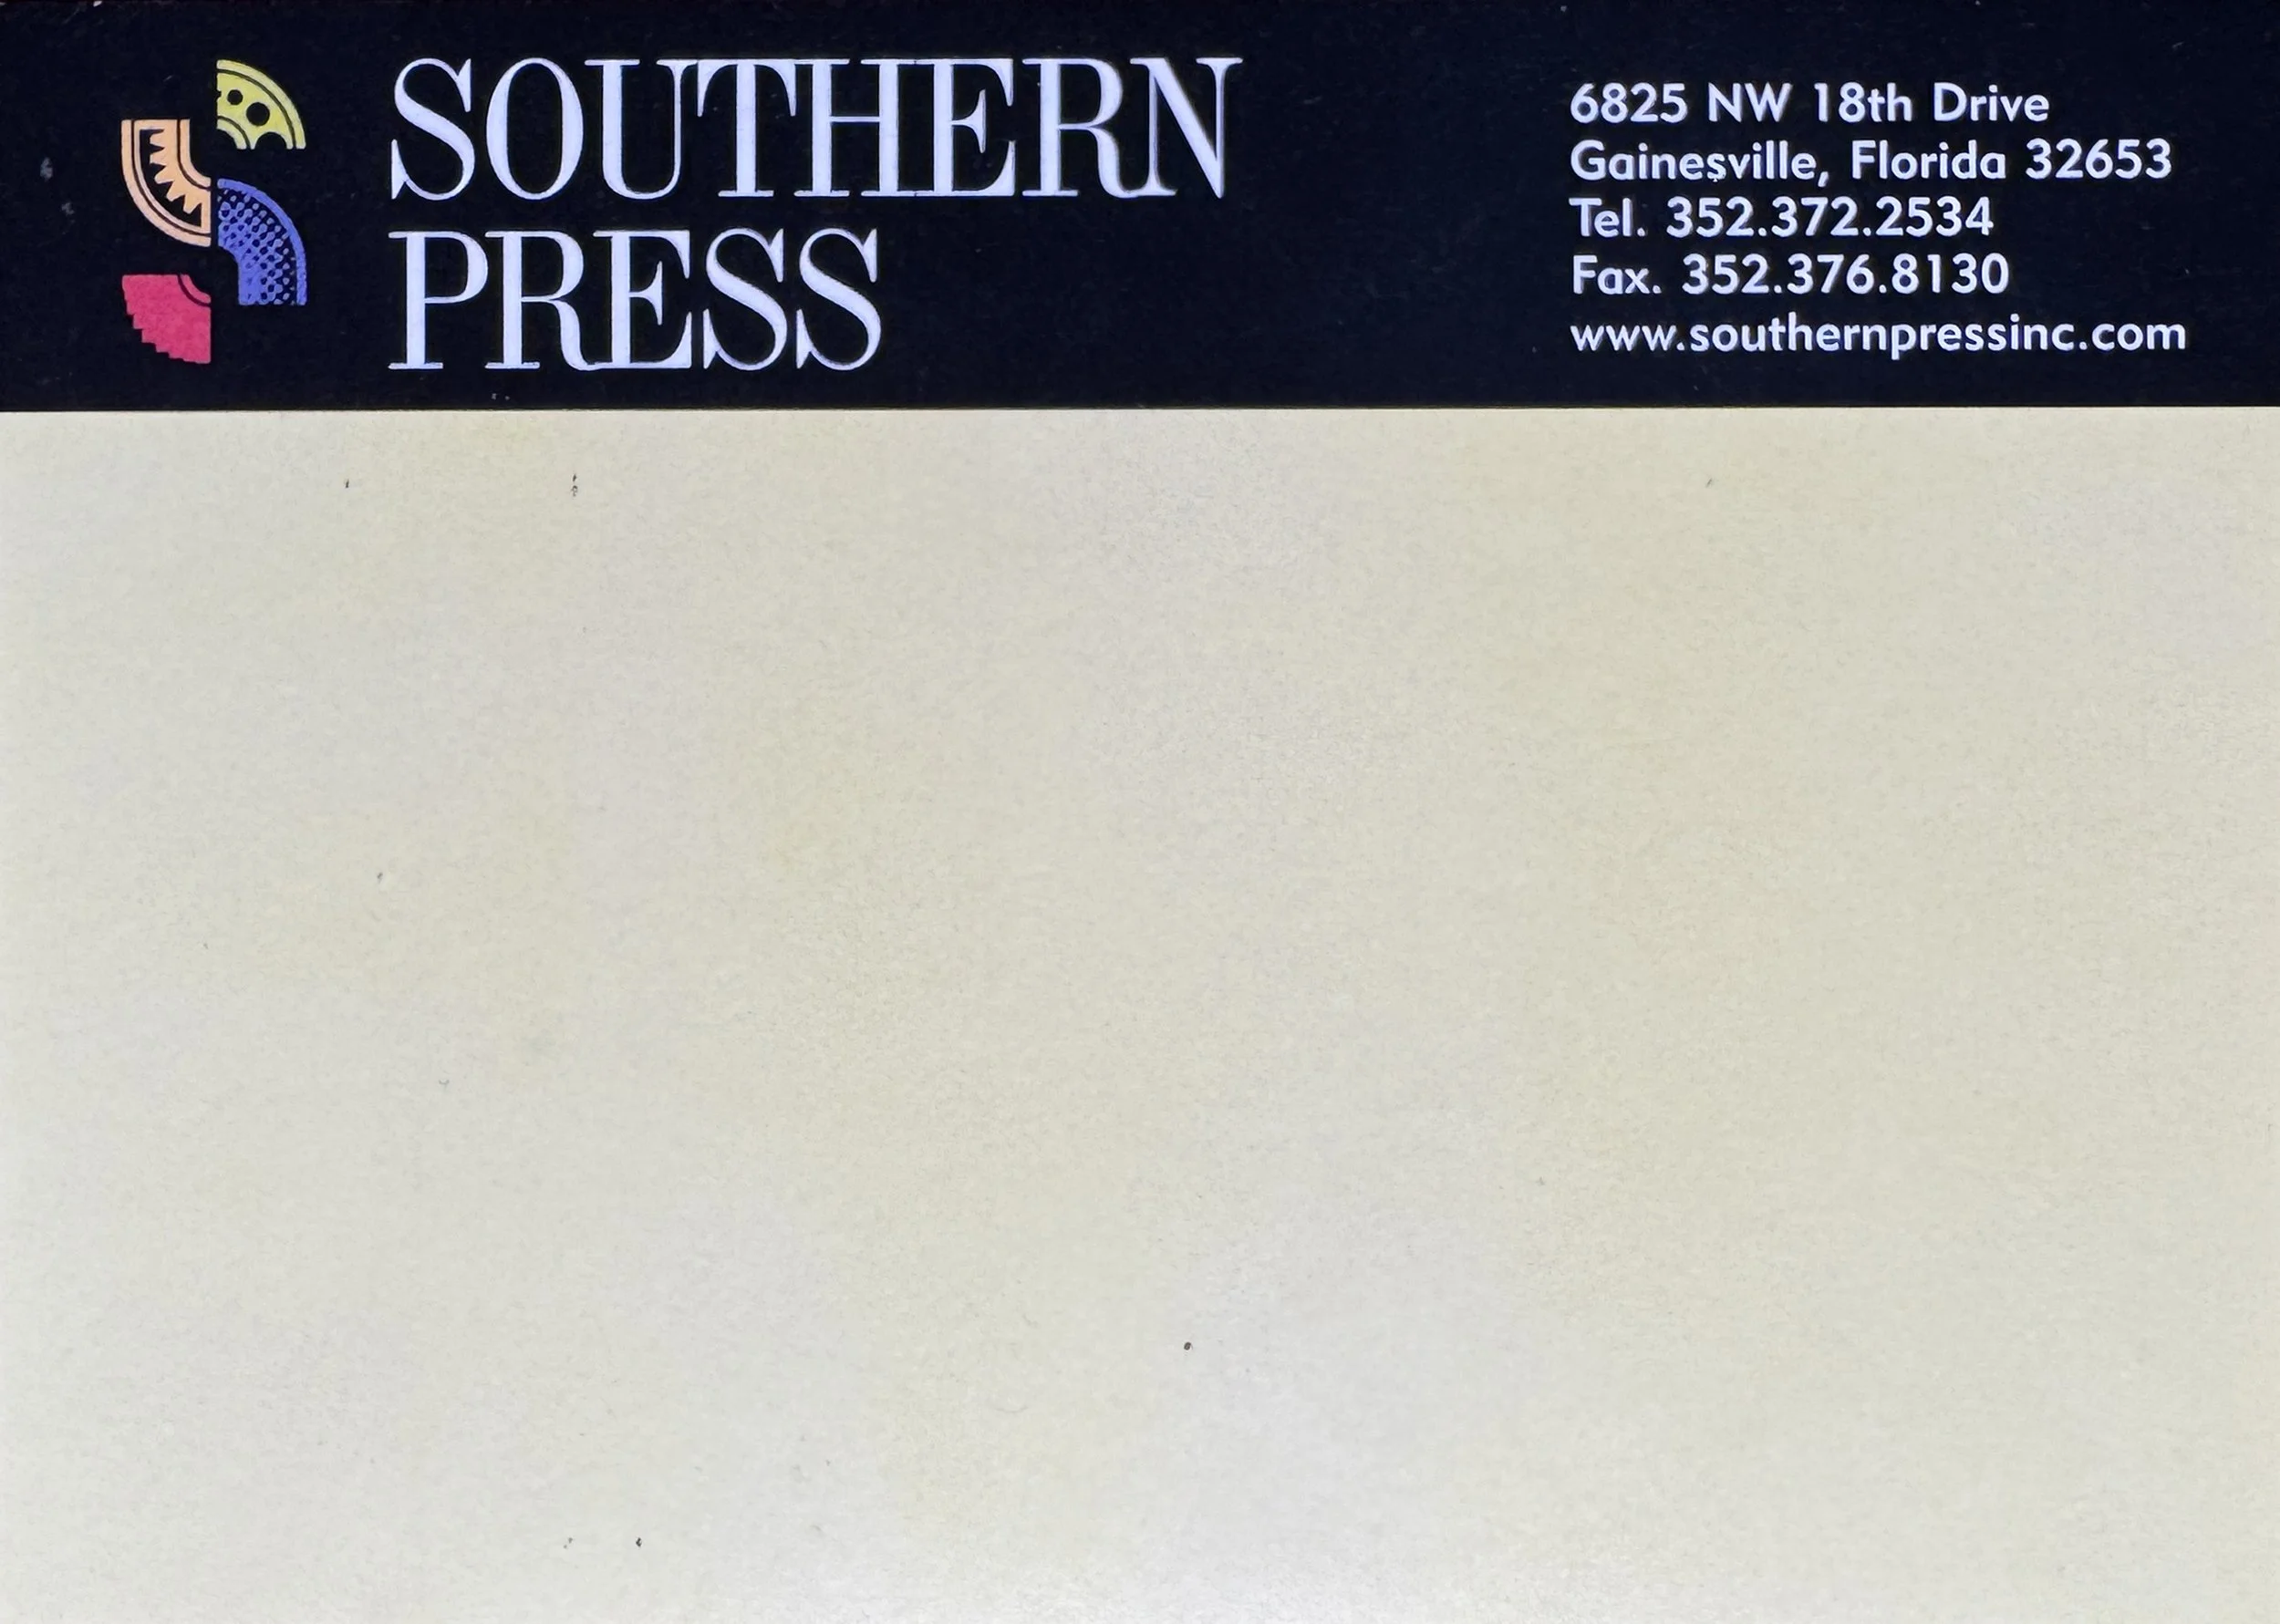 SOUTHERN
PRESS
6825 NW 18th Drive
Gainesville, Florida 32653
Tel. 352.372.2534
Fax. 352.376.8130
www.southernpressinc.com